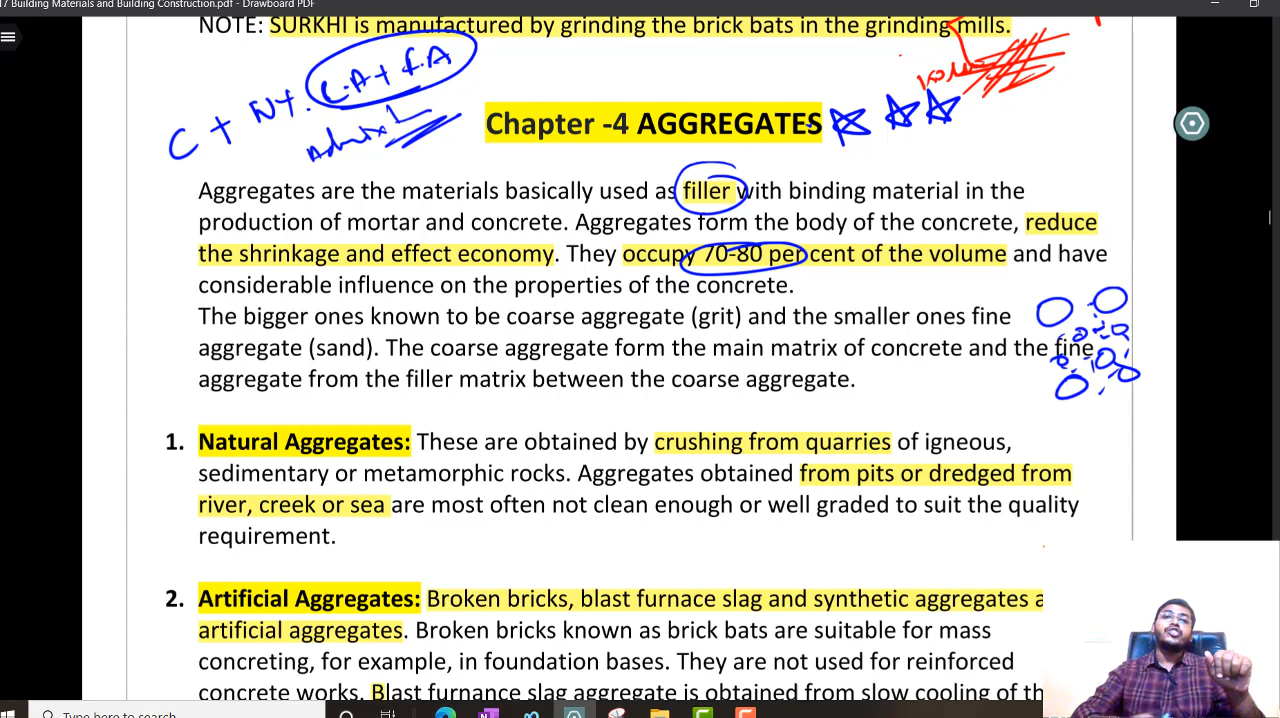 17 Building Materials and Building Construction.pdf - Drawboard PDF
NOTE: SURKHI is manufactured by grinding the brick bats in the grinding mills.
C + Nt. C.A + F.A
Admix
Chapter -4 AGGREGATES
Aggregates are the materials basically used as filler with binding material in the
production of mortar and concrete. Aggregates form the body of the concrete, reduce
the shrinkage and effect economy. They occupy 70-80 per cent of the volume and have
considerable influence on the properties of the concrete.
The bigger ones known to be coarse aggregate (grit) and the smaller ones fine
aggregate (sand). The coarse aggregate form the main matrix of concrete and the fine
aggregate from the filler matrix between the coarse aggregate.
1. Natural Aggregates: These are obtained by crushing from quarries of igneous,
sedimentary or metamorphic rocks. Aggregates obtained from pits or dredged from
river, creek or sea are most often not clean enough or well graded to suit the quality
requirement.
2. Artificial Aggregates: Broken bricks, blast furnace slag and synthetic aggregates
artificial aggregates. Broken bricks known as brick bats are suitable for mass
concreting, for example, in foundation bases. They are not used for reinforced
concrete works. Blast furnance slag aggregate is obtained from slow cooling of
Type here to search